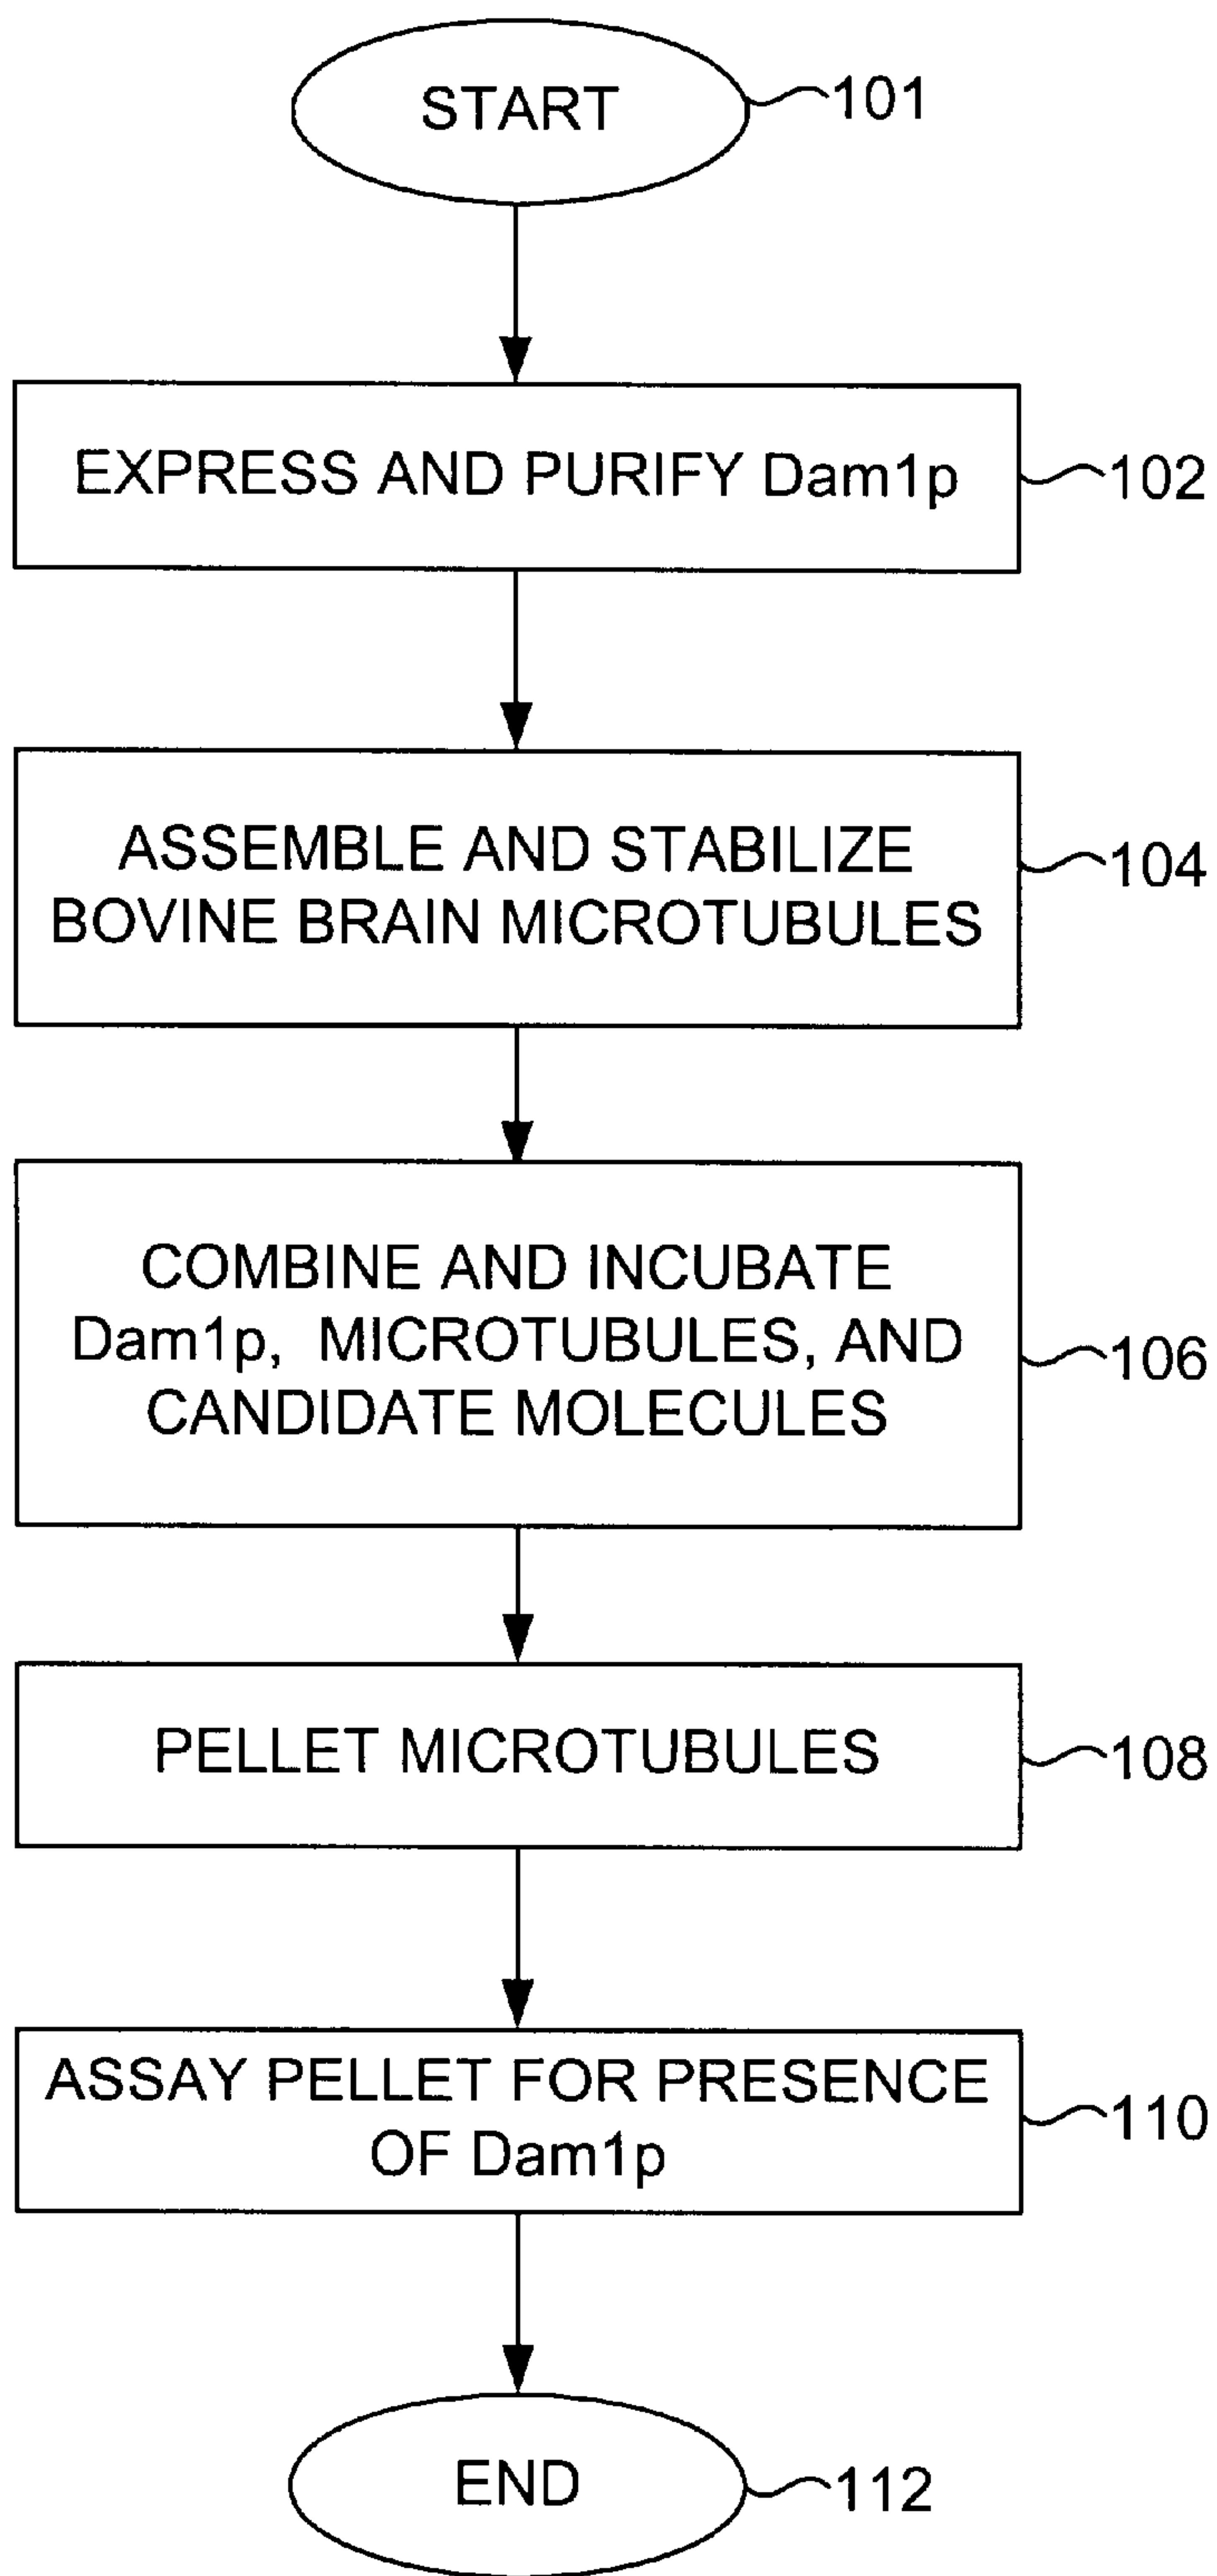 START
101
EXPRESS AND PURIFY Dam1p
102
ASSEMBLE AND STABILIZE
BOVINE BRAIN MICROTUBULES
104
COMBINE AND INCUBATE
Dam1p, MICROTUBULES, AND
CANDIDATE MOLECULES
106
PELLET MICROTUBULES
108
ASSAY PELLET FOR PRESENCE
OF Dam1p
110
END
112